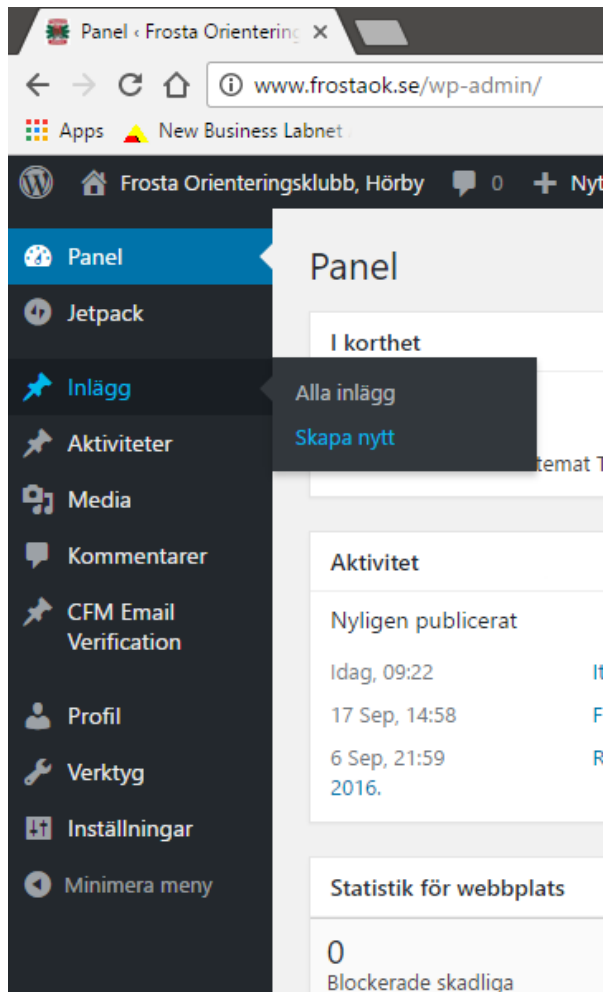 Panel ‹ Frosta Orientering
www.frostaok.se/wp-admin/
Apps New Business Labnet
Frosta Orienteringsklubb, Hörby 0 + Nyt
Panel
Jetpack
Inlägg
Alla inlägg
Skapa nytt
Aktiviteter
Media
Kommentarer
CFM Email
Verification
Profil
Verktyg
Inställningar
Minimera meny
Panel
I korthet
temat T
Aktivitet
Nyligen publicerat
Idag, 09:22 It
17 Sep, 14:58 F
6 Sep, 21:59 R
2016.
Statistik för webbplats
0
Blockerade skadliga